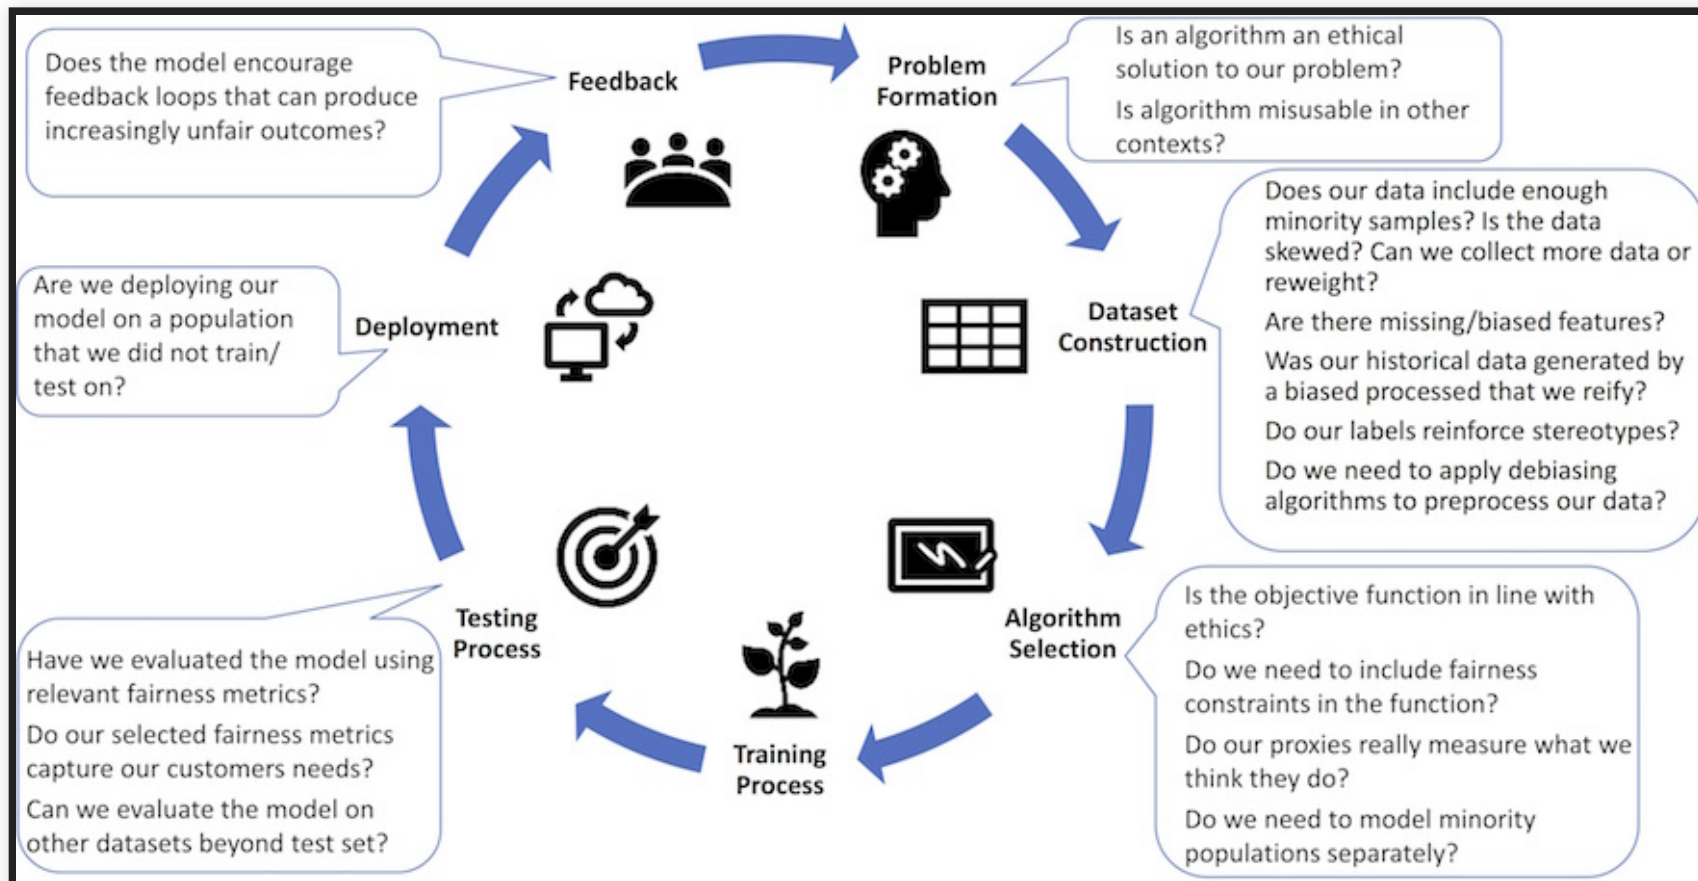 Feedback
Does the model encourage
feedback loops that can produce
increasingly unfair outcomes?
Problem
Formation
Is an algorithm an ethical
solution to our problem?
Is algorithm misusable in other
contexts?
Dataset
Construction
Does our data include enough
minority samples? Is the data
skewed? Can we collect more data or
reweight?
Are there missing/biased features?
Was our historical data generated by
a biased processed that we reify?
Do our labels reinforce stereotypes?
Do we need to apply debiasing
algorithms to preprocess our data?
Algorithm
Selection
Is the objective function in line with
ethics?
Do we need to include fairness
constraints in the function?
Do our proxies really measure what we
think they do?
Do we need to model minority
populations separately?
Training
Process
Testing
Process
Have we evaluated the model using
relevant fairness metrics?
Do our selected fairness metrics
capture our customers needs?
Can we evaluate the model on
other datasets beyond test set?
Deployment
Are we deploying our
model on a population
that we did not train/
test on?